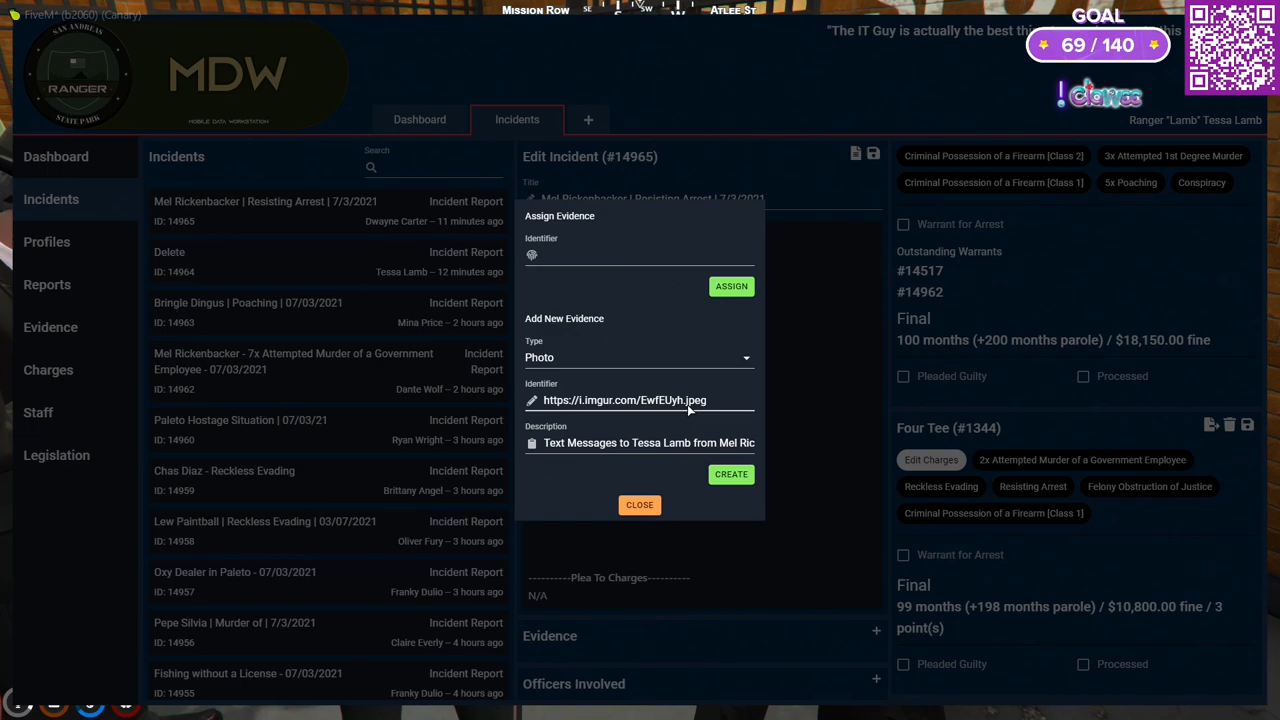 FiveM® (b2060) (Canary)
Mission Row SE SW Atlee St.
"The IT Guy is actually the best this
GOAL
69 / 140
!Clawee
SAN ANDREAS
RANGER
STATE PARK
MDW
MOBILE DATA WORKSTATION
Dashboard
Incidents
+
Ranger "Lamb" Tessa Lamb
Dashboard
Incidents
Profiles
Reports
Evidence
Charges
Staff
Legislation
Incidents
Search
Mel Rickenbacker | Resisting Arrest | 7/3/2021 Incident Report
ID: 14965 Dwayne Carter – 11 minutes ago
Delete Incident Report
ID: 14964 Tessa Lamb – 12 minutes ago
Bringle Dingus | Poaching | 07/03/2021 Incident Report
ID: 14963 Mina Price – 2 hours ago
Mel Rickenbacker - 7x Attempted Murder of a Government Incident
Employee - 07/03/2021 Report
ID: 14962 Dante Wolf – 2 hours ago
Paleto Hostage Situation | 07/03/21 Incident Report
ID: 14960 Ryan Wright – 3 hours ago
Chas Diaz - Reckless Evading Incident Report
ID: 14959 Brittany Angel – 3 hours ago
Lew Paintball | Reckless Evading | 03/07/2021 Incident Report
ID: 14958 Oliver Fury – 3 hours ago
Oxy Dealer in Paleto - 07/03/2021 Incident Report
ID: 14957 Franky Dulio – 3 hours ago
Pepe Silvia | Murder of | 7/3/2021 Incident Report
ID: 14956 Claire Everly – 4 hours ago
Fishing without a License - 07/03/2021 Incident Report
ID: 14955 Franky Dulio – 4 hours ago
Edit Incident (#14965)
Title
Mel Rickenbacker | Resisting Arrest | 7/3/2021
Assign Evidence
Identifier
ASSIGN
Add New Evidence
Type
Photo
Identifier
https://i.imgur.com/EwfEUyh.jpeg
Description
Text Messages to Tessa Lamb from Mel Ric
CREATE
CLOSE
----------Plea To Charges----------
N/A
Evidence +
Officers Involved +
Criminal Possession of a Firearm [Class 2] 3x Attempted 1st Degree Murder
Criminal Possession of a Firearm [Class 1] 5x Poaching Conspiracy
Warrant for Arrest
Outstanding Warrants
#14517
#14962
Final
100 months (+200 months parole) / $18,150.00 fine
Pleaded Guilty Processed
Four Tee (#1344)
Edit Charges 2x Attempted Murder of a Government Employee
Reckless Evading Resisting Arrest Felony Obstruction of Justice
Criminal Possession of a Firearm [Class 1]
Warrant for Arrest
Final
99 months (+198 months parole) / $10,800.00 fine / 3
point(s)
Pleaded Guilty Processed